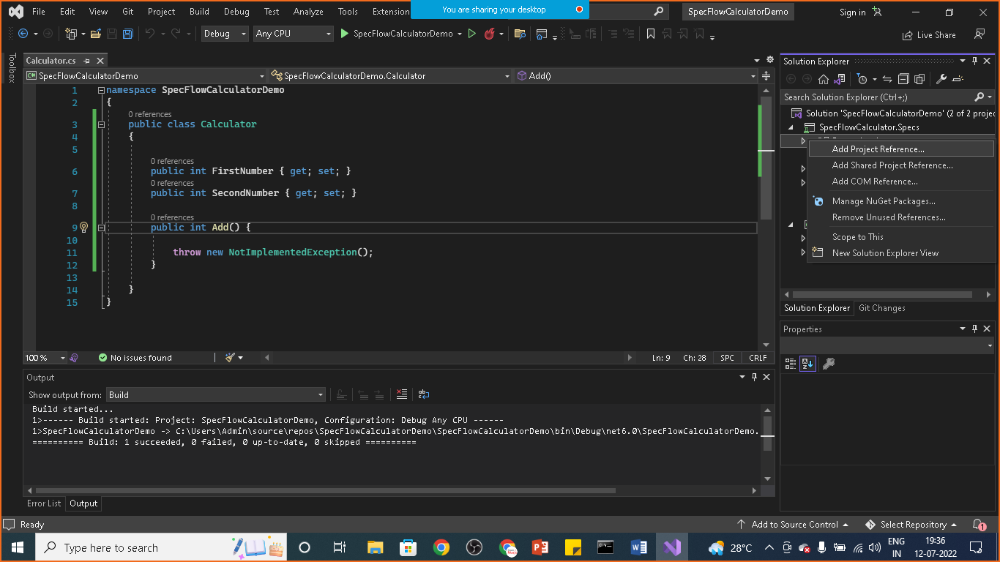 You are sharing your desktop
File Edit View Git Project Build Debug Test Analyze Tools Extension
SpecFlowCalculatorDemo
Sign in
Debug
Any CPU
SpecFlowCalculatorDemo
Live Share
Toolbox
Calculator.cs
SpecFlowCalculatorDemo
SpecFlowCalculatorDemo.Calculator
Add()
1 namespace SpecFlowCalculatorDemo
2 {
0 references
3 public class Calculator
4 {
5
0 references
6 public int FirstNumber { get; set; }
0 references
7 public int SecondNumber { get; set; }
8
0 references
9 public int Add() {
10
11 throw new NotImplementedException();
12 }
13
14 }
15 }
100 %
No issues found
Ln: 9 Ch: 28 SPC CRLF
Output
Show output from: Build
Build started...
1>------ Build started: Project: SpecFlowCalculatorDemo, Configuration: Debug Any CPU ------
1>SpecFlowCalculatorDemo -> C:\Users\Admin\source\repos\SpecFlowCalculatorDemo\SpecFlowCalculatorDemo\bin\Debug\net6.0\SpecFlowCalculatorDemo.
========== Build: 1 succeeded, 0 failed, 0 up-to-date, 0 skipped ==========
Error List Output
Solution Explorer
Search Solution Explorer (Ctrl+;)
Solution 'SpecFlowCalculatorDemo' (2 of 2 projec
SpecFlowCalculator.Specs
Add Project Reference...
Add Shared Project Reference...
Add COM Reference...
Manage NuGet Packages...
Remove Unused References...
Scope to This
New Solution Explorer View
Solution Explorer Git Changes
Properties
Ready
Add to Source Control
Select Repository
1
Type here to search
28°C
ENG
IN
19:36
12-07-2022